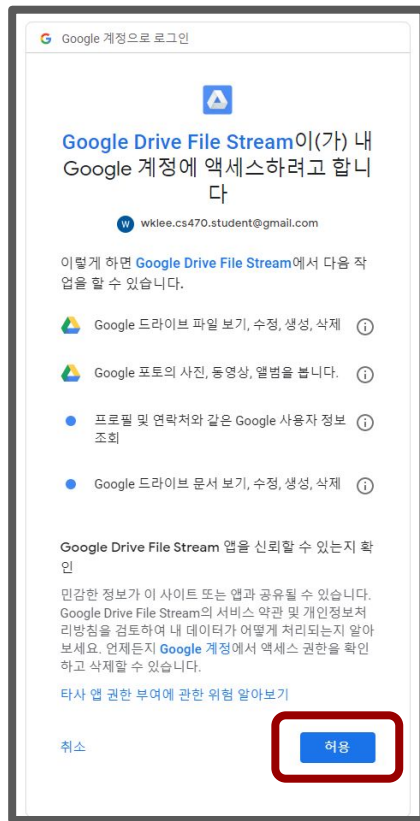 Google 계정으로 로그인
Google Drive File Stream이(가) 내
Google 계정에 액세스하려고 합니
다
W wklee.cs470.student@gmail.com
이렇게 하면 Google Drive File Stream에서 다음 작
업을 할 수 있습니다.
Google 드라이브 파일 보기, 수정, 생성, 삭제
Google 포토의 사진, 동영상, 앨범을 봅니다.
프로필 및 연락처와 같은 Google 사용자 정보
조회
Google 드라이브 문서 보기, 수정, 생성, 삭제
Google Drive File Stream 앱을 신뢰할 수 있는지 확
인
민감한 정보가 이 사이트 또는 앱과 공유될 수 있습니다.
Google Drive File Stream의 서비스 약관 및 개인정보처
리방침을 검토하여 내 데이터가 어떻게 처리되는지 알아
보세요. 언제든지 Google 계정에서 액세스 권한을 확인
하고 삭제할 수 있습니다.
타사 앱 권한 부여에 관한 위험 알아보기
취소 허용